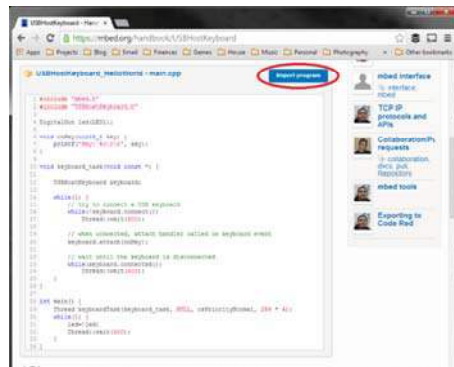 USBHostKeyboard | Handb
https://mbed.org/handbook/USBHostKeyboard
Apps Projects Blog Email Finances Games House Music Personal Photography Other bookmarks
USBHostKeyboard_HelloWorld - main.cpp
Import program
#include "mbed.h"
#include "USBHostKeyboard.h"
DigitalOut led(LED1);
void onKey(uint8_t key) {
printf("Key: %c\r\n", key);
}
void keyboard_task(void const *) {
USBHostKeyboard keyboard;
while(1) {
// try to connect a USB keyboard
while(!keyboard.connect())
Thread::wait(500);
// when connected, attach handler called on keyboard event
keyboard.attach(onKey);
// wait until the keyboard is disconnected
while(keyboard.connected())
Thread::wait(500);
}
}
int main() {
Thread keyboardTask(keyboard_task, NULL, osPriorityNormal, 256 * 4);
while(1) {
led=!led;
Thread::wait(500);
}
}
mbed interface
interface,
mbed
TCP IP
protocols and
APIs
requests
collaboration,
dvcs, pull,
mbed tools
Exporting to
Code Red